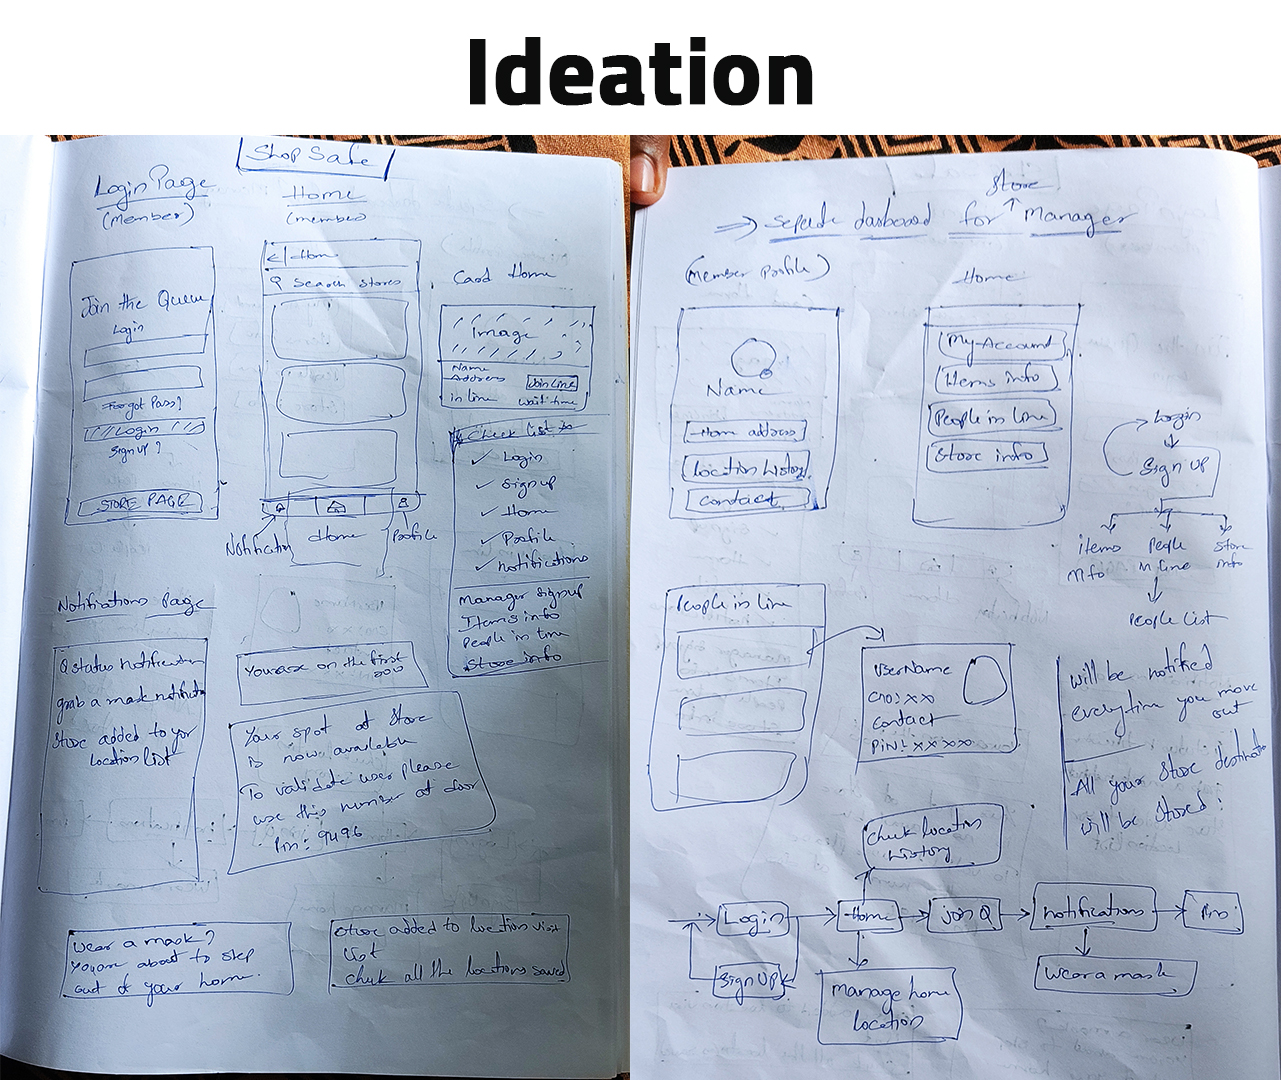 Ideation
Shop Safe
Login Page
(Member)
Home
(member)
Join the Queue
Login
Forgot Pass?
Login
Sign up ?
STORE PAGE
Home
Q Search stores
Notification
Home
Profile
Card Home
Image
Name
Address
in line
Join Line
wait time
Check list
✓ Login
✓ Sign up
✓ Home
✓ Profile
✓ notifications
Manager Signup
Items info
People in line
Store info
Notifications Page
Q status notification
grab a mask notificatn
Store added to yor
Location list
You are on the first
Your spot at Store
is now available
To validate user please
use this number at door
Pin: 9496
Wear a mask?
You are about to step
out of your home.
Store added to location visit
list
check all the locations saved
Store
=> seperate dasboard for Manager
(Member Profile)
Name
Home address
Location History
Contact
Home
My Account
Items info
People in line
Store info
Login
Sign UP
items
info
People
in line
Store
info
People List
People in line
UserName
cno: xx
Contact
PIN: xxxxx
will be notified
everytime you move
out
All your Store destination
will be stored:
Check location
History
Login
Home
join Q
notifications
Pin:
Sign UP
manage home
location
Wear a mask